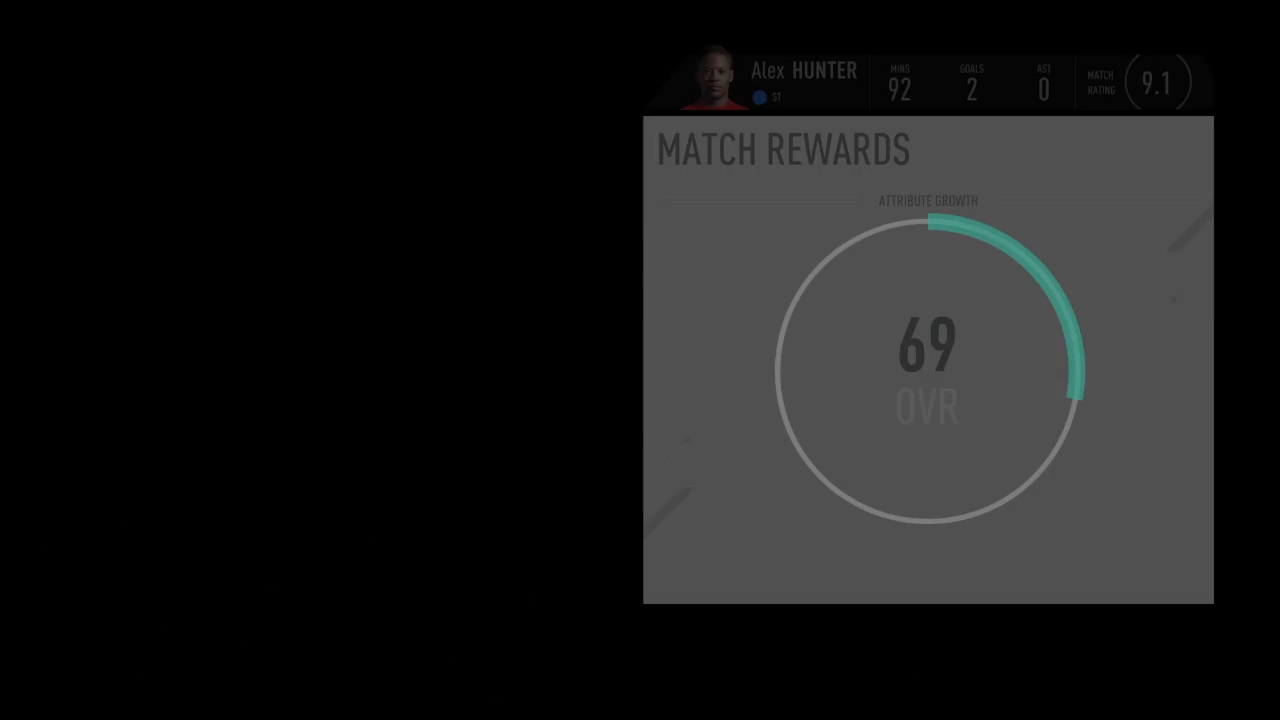 Alex HUNTER
ST
MINS
92
GOALS
2
AST
0
MATCH
RATING
9.1
MATCH REWARDS
ATTRIBUTE GROWTH
69
OVR